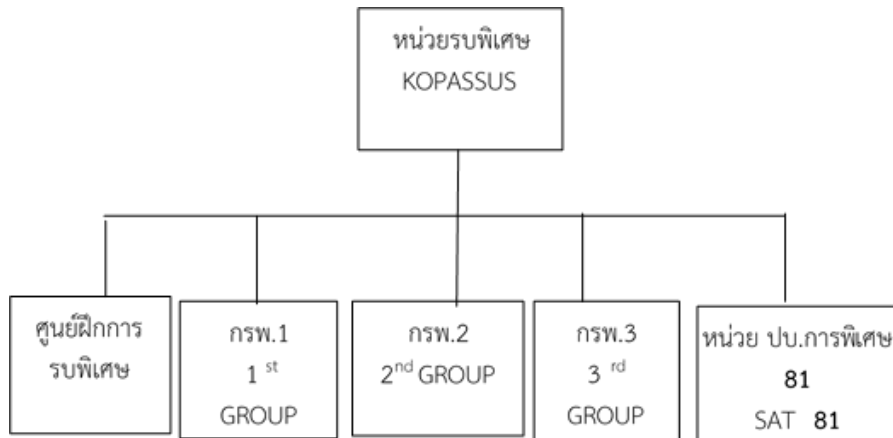 หน่วยรบพิเศษ
KOPASSUS
ศูนย์ฝึกการ
รบพิเศษ
กรพ.1
1 st
GROUP
กรพ.2
2nd GROUP
กรพ.3
3 rd
GROUP
หน่วย ปบ.การพิเศษ
81
SAT 81